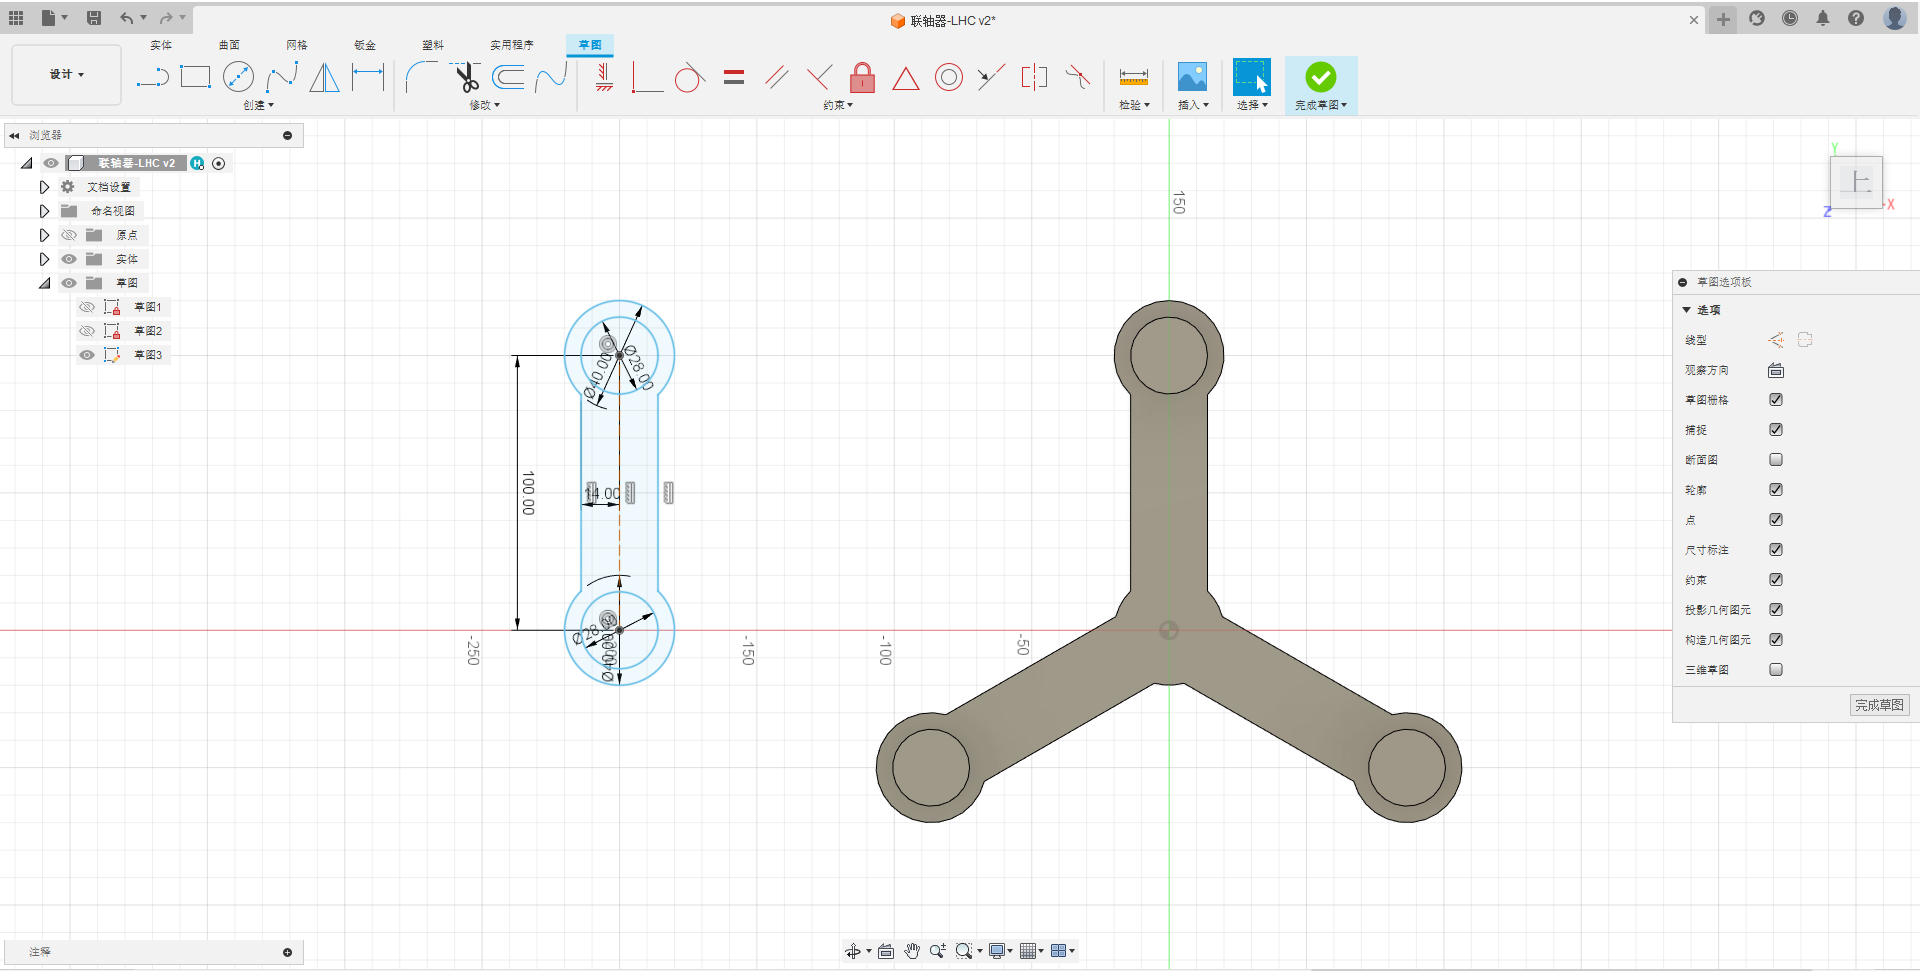 联轴器-LHC v2*
实体 曲面 网格 钣金 塑料 实用程序 草图
设计
创建 修改 约束 检验 插入 选择 完成草图
浏览器
联轴器-LHC v2
文档设置
命名视图
原点
实体
草图
草图1
草图2
草图3
150
上
Y
Z
X
Ø40.00
Ø28.00
100.00
14.00
Ø28.00
Ø40.00
-250
-200
-150
-100
-50
草图选项板
选项
线型
观察方向
草图栅格
捕捉
断面图
轮廓
点
尺寸标注
约束
投影几何图元
构造几何图元
三维草图
完成草图
注释